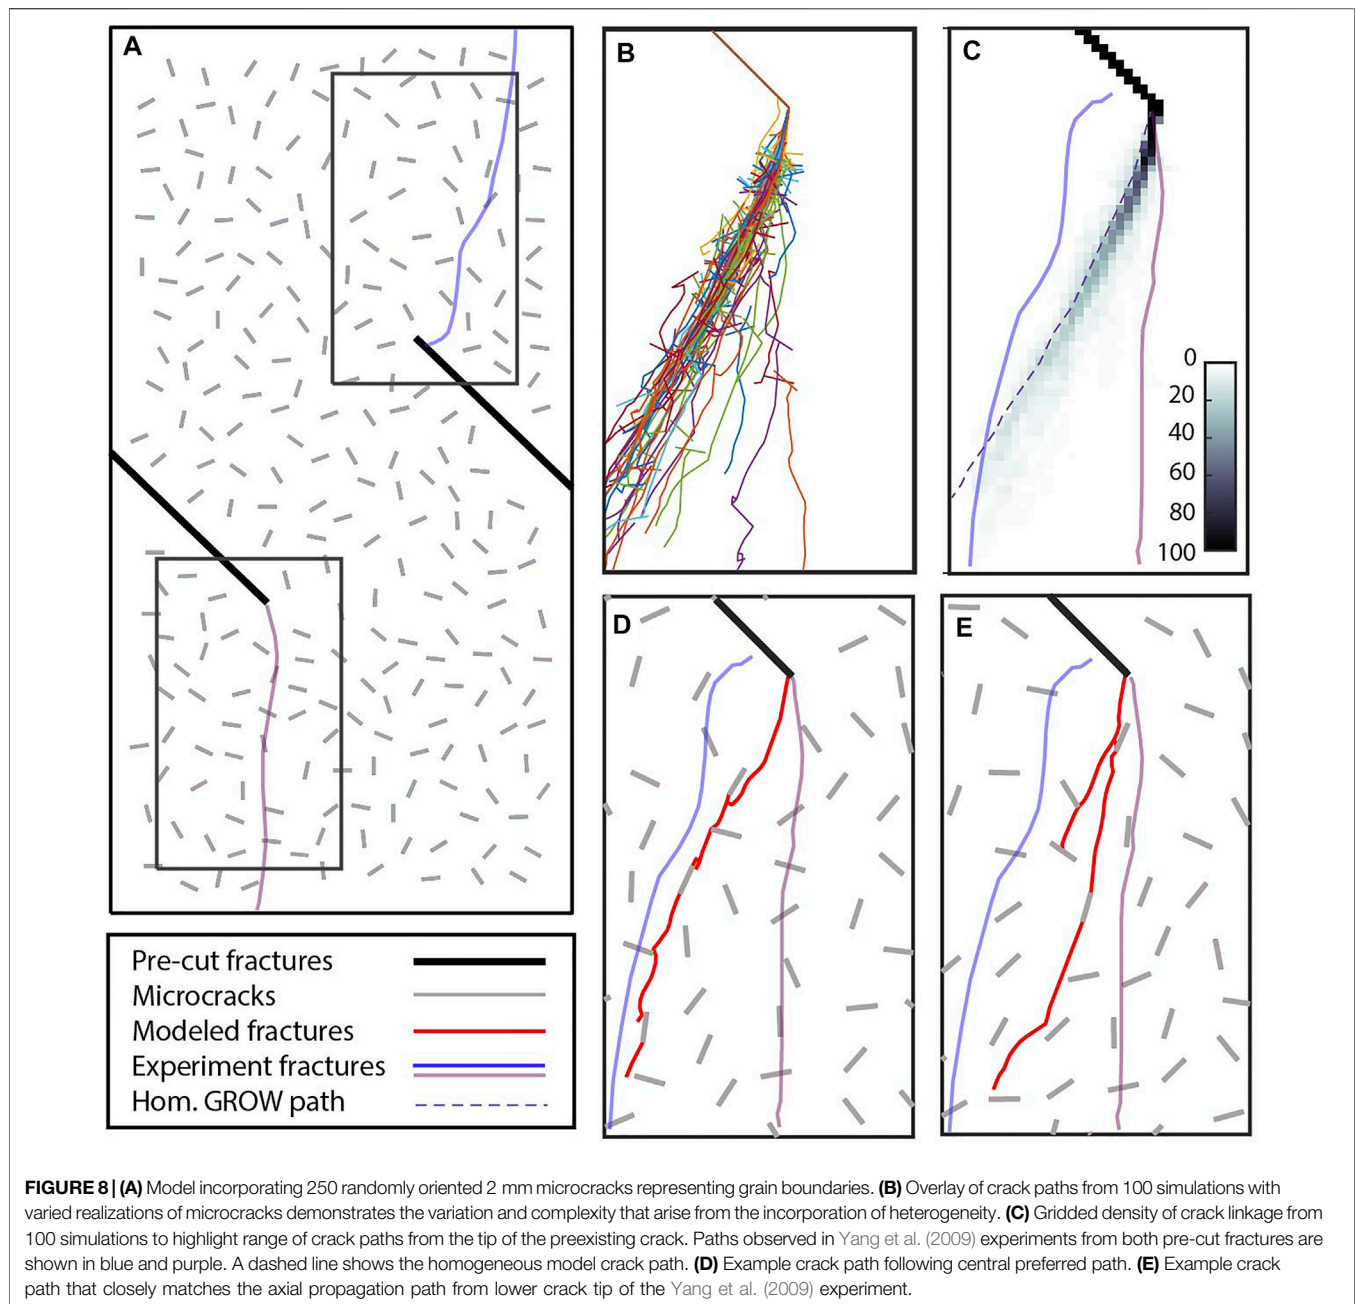 A
B
C
0
20
40
60
80
100
D
E
Pre-cut fractures
Microcracks
Modeled fractures
Experiment fractures
Hom. GROW path
FIGURE 8 | (A) Model incorporating 250 randomly oriented 2 mm microcracks representing grain boundaries. (B) Overlay of crack paths from 100 simulations with
varied realizations of microcracks demonstrates the variation and complexity that arise from the incorporation of heterogeneity. (C) Gridded density of crack linkage from
100 simulations to highlight range of crack paths from the tip of the preexisting crack. Paths observed in Yang et al. (2009) experiments from both pre-cut fractures are
shown in blue and purple. A dashed line shows the homogeneous model crack path. (D) Example crack path following central preferred path. (E) Example crack
path that closely matches the axial propagation path from lower crack tip of the Yang et al. (2009) experiment.